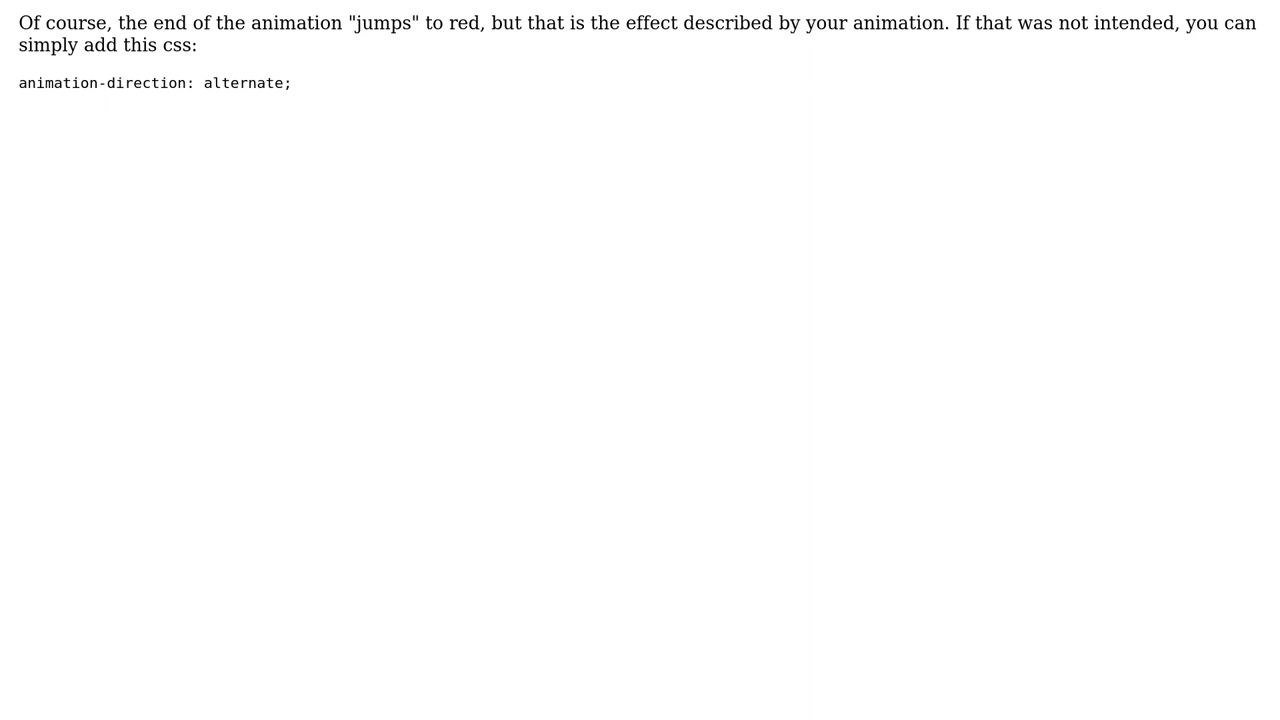 Of course, the end of the animation "jumps" to red, but that is the effect described by your animation. If that was not intended, you can
simply add this css:
animation-direction: alternate;